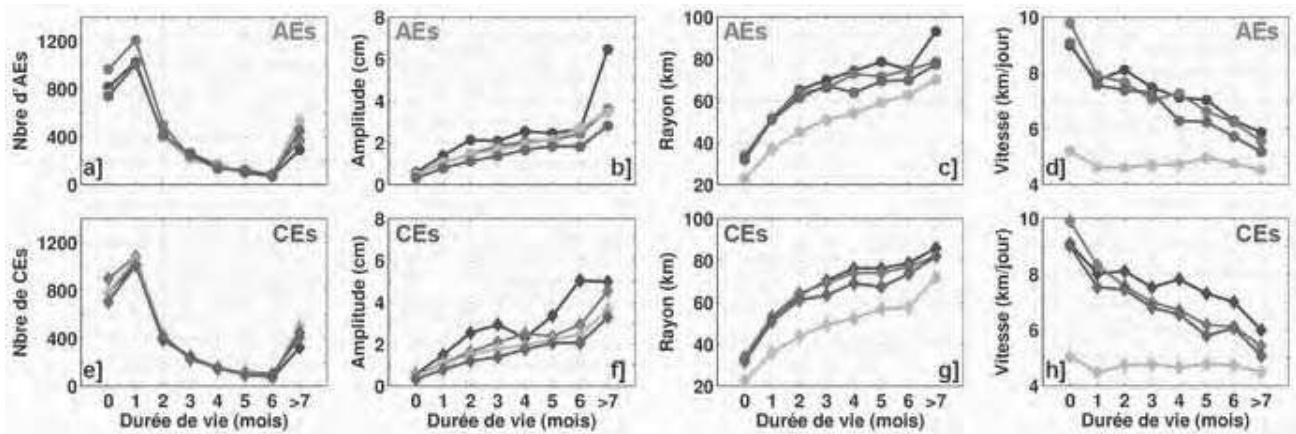 Nbre d'AEs
1200
800
400
0
AEs
a]
Amplitude (cm)
8
6
4
2
0
AEs
b]
Rayon (km)
100
80
60
40
20
AEs
c]
Vitesse (km/jour)
10
8
6
4
AEs
d]
Nbre de CEs
1200
800
400
0
CEs
e]
0 1 2 3 4 5 6 >7
Durée de vie (mois)
Amplitude (cm)
8
6
4
2
0
CEs
f]
0 1 2 3 4 5 6 >7
Durée de vie (mois)
Rayon (km)
100
80
60
40
20
CEs
g]
0 1 2 3 4 5 6 >7
Durée de vie (mois)
Vitesse (km/jour)
10
8
6
4
CEs
h]
0 1 2 3 4 5 6 >7
Durée de vie (mois)